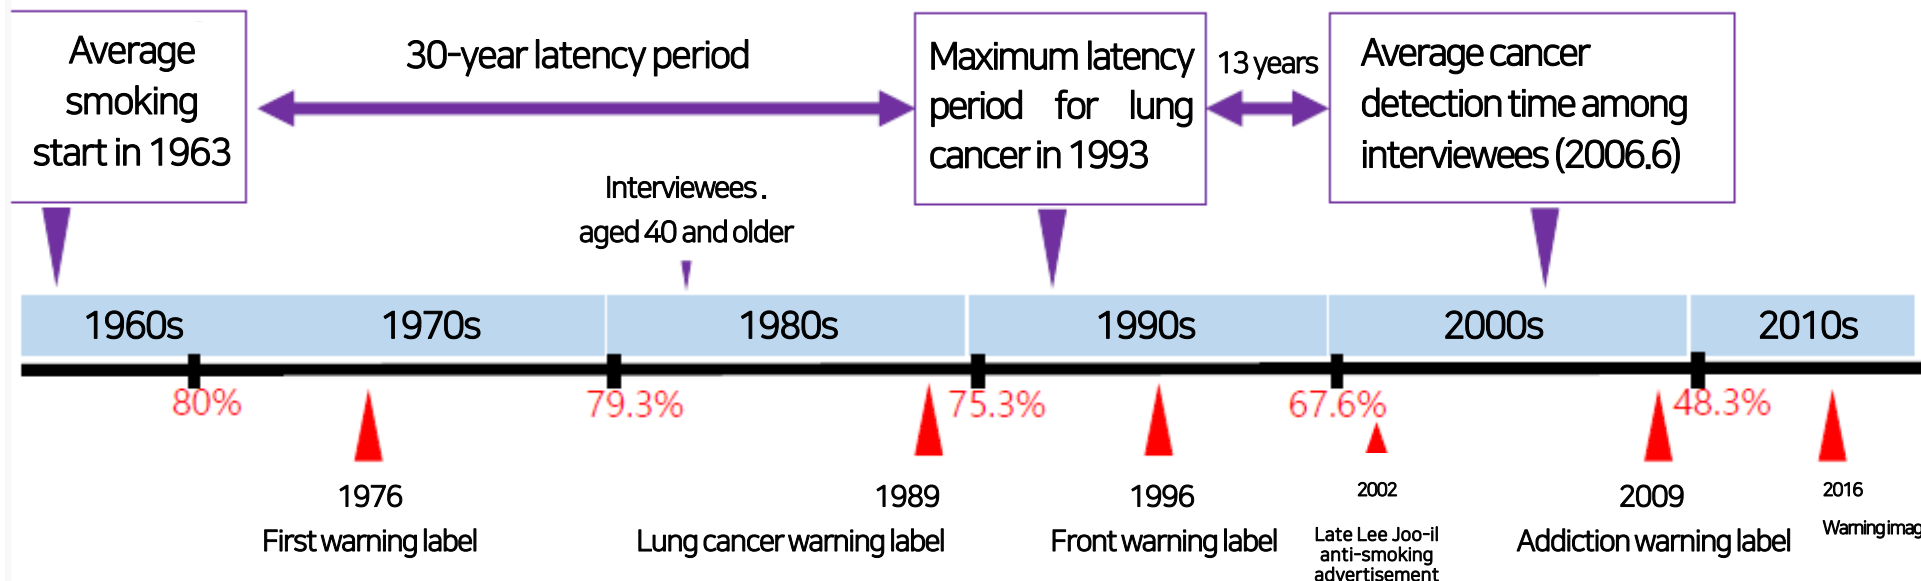 Average
smoking
start in 1963
30-year latency period
Maximum latency
period for lung
cancer in 1993
13 years
Average cancer
detection time among
interviewees (2006.6)
Interviewees.
aged 40 and older
1960s
1970s
1980s
1990s
2000s
2010s
80%
79.3%
75.3%
67.6%
48.3%
1976
First warning label
1989
Lung cancer warning label
1996
Front warning label
2002
Late Lee Joo-il
anti-smoking
advertisement
2009
Addiction warning label
2016
Warning imag